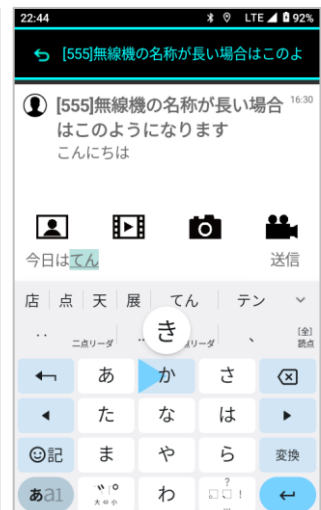 22:44 LTE 92%
[555]無線機の名称が長い場合はこのよ
[555]無線機の名称が長い場合 16:30
はこのようになります
こんにちは
今日はてん 送信
店 点 天 展 てん テン
‥ 二点リーダ き 点リーダ 、 [全]読点
あ か さ
た な は
記 ま や ら 変換
あa1 大⇔小 わ ? ! …